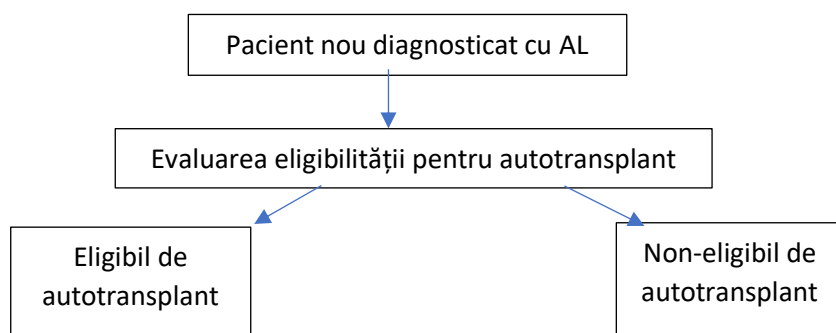 Pacient nou diagnosticat cu AL
Evaluarea eligibilității pentru autotransplant
Eligibil de
autotransplant
Non-eligibil de
autotransplant